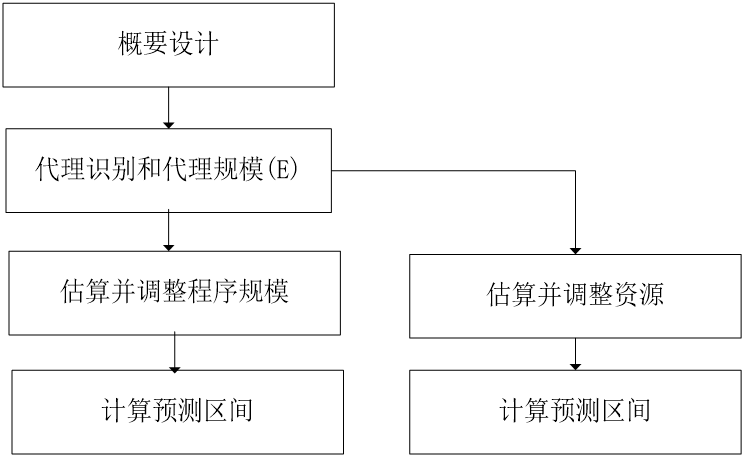 概要设计
代理识别和代理规模(E)
估算并调整程序规模
估算并调整资源
计算预测区间
计算预测区间